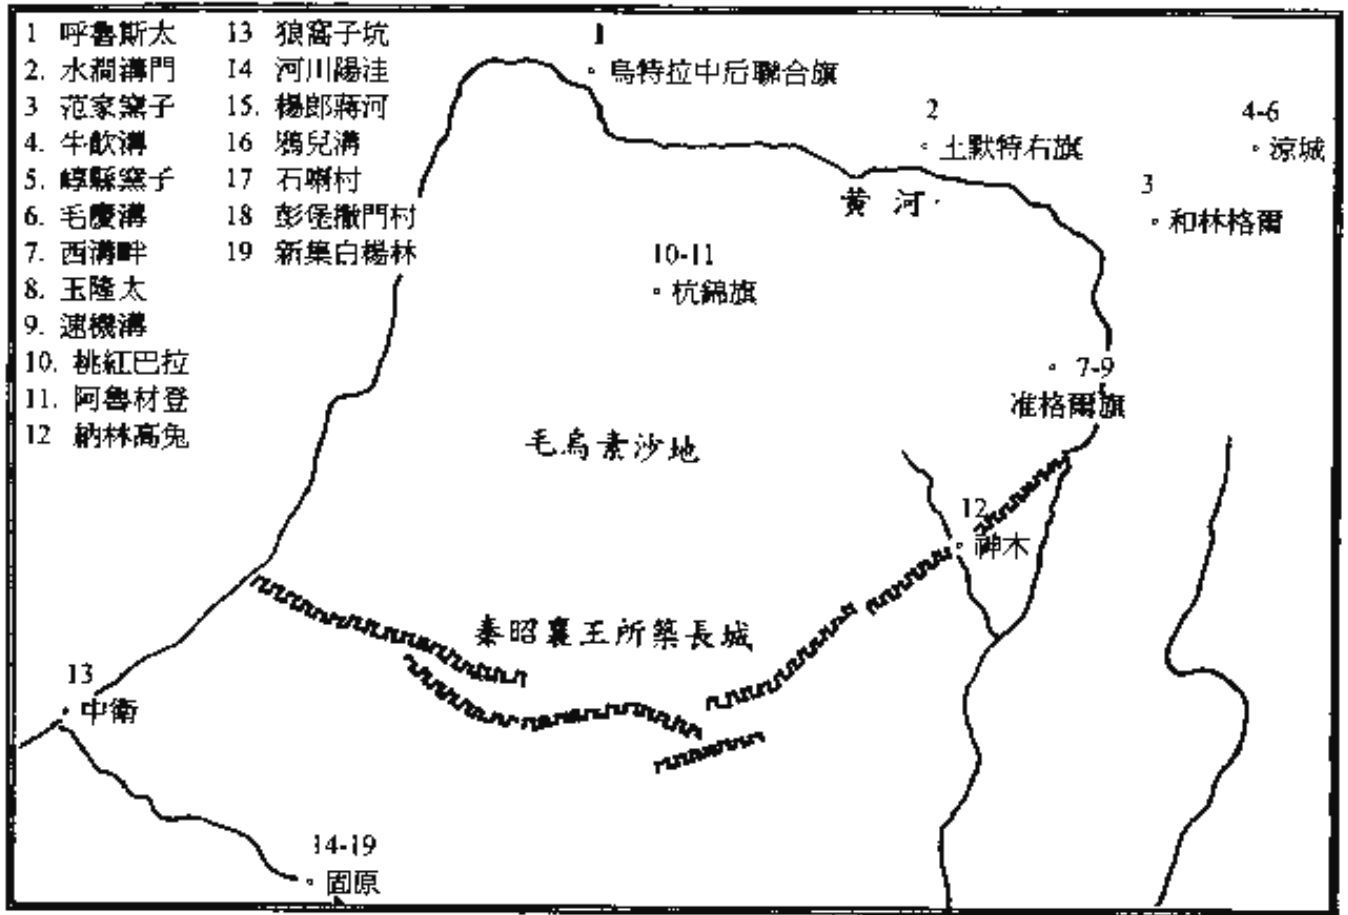 1 呼魯斯太
2. 水澗溝門
3 范家窯子
4. 牛飲溝
5. 崞縣窯子
6. 毛慶溝
7. 西溝畔
8. 玉隆太
9. 速機溝
10. 桃紅巴拉
11. 阿魯材登
12 納林高兔
13 狼窩子坑
14 河川陽洼
15. 楊郎蔣河
16 鴉兒溝
17 石喇村
18 彭堡撒門村
19 新集白楊林
1
烏特拉中后聯合旗
2
土默特右旗
4-6
涼城
3
和林格爾
黃河
10-11
杭錦旗
7-9
准格爾旗
毛烏素沙地
12
神木
秦昭襄王所築長城
13
中衛
14-19
固原